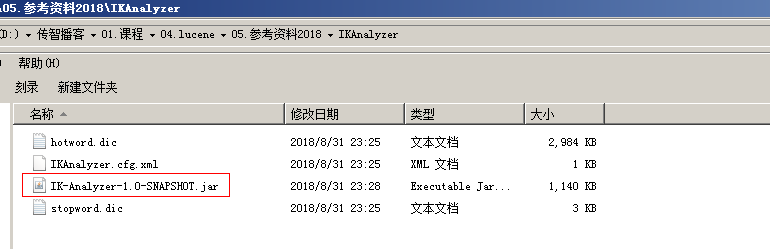 \05.参考资料2018\IKAnalyzer
(D:) ▸ 传智播客 ▸ 01.课程 ▸ 04.lucene ▸ 05.参考资料2018 ▸ IKAnalyzer
帮助(H)
刻录 新建文件夹
名称 修改日期 类型 大小
hotword.dic 2018/8/31 23:25 文本文档 2,984 KB
IKAnalyzer.cfg.xml 2018/8/31 23:25 XML 文档 1 KB
IK-Analyzer-1.0-SNAPSHOT.jar 2018/8/31 23:28 Executable Jar... 1,140 KB
stopword.dic 2018/8/31 23:25 文本文档 3 KB